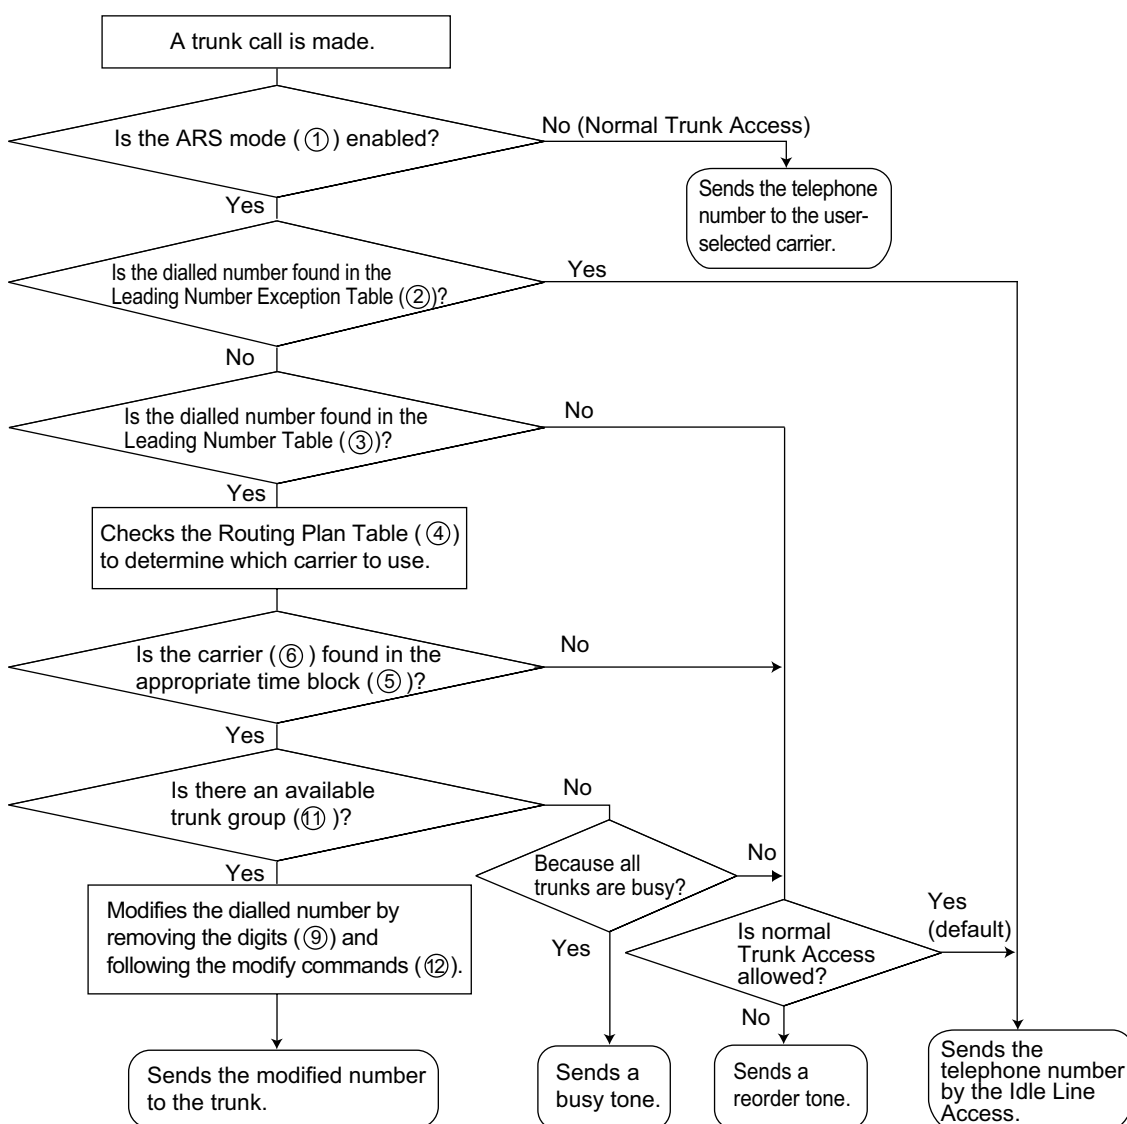 A trunk call is made.
Is the ARS mode (①) enabled?
No (Normal Trunk Access)
Sends the telephone
number to the user-
selected carrier.
Yes
Is the dialled number found in the
Leading Number Exception Table (②)?
Yes
No
Is the dialled number found in the
Leading Number Table (③)?
No
Yes
Checks the Routing Plan Table (④)
to determine which carrier to use.
Is the carrier (⑥) found in the
appropriate time block (⑤)?
No
Yes
Is there an available
trunk group (⑪)?
No
Because all
trunks are busy?
No
Yes
Modifies the dialled number by
removing the digits (⑨) and
following the modify commands (⑫).
Yes
Is normal
Trunk Access
allowed?
Yes
(default)
No
Sends the modified number
to the trunk.
Sends a
busy tone.
Sends a
reorder tone.
Sends the
telephone number
by the Idle Line
Access.